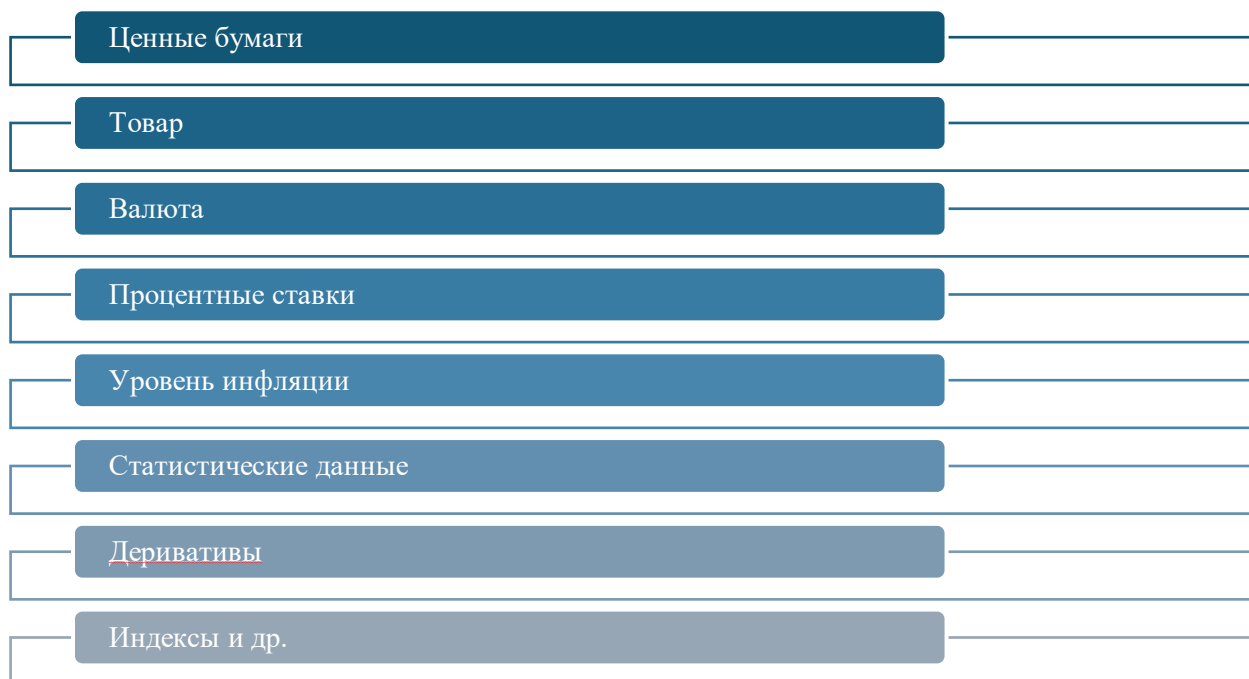 Ценные бумаги
Товар
Валюта
Процентные ставки
Уровень инфляции
Статистические данные
Деривативы
Индексы и др.